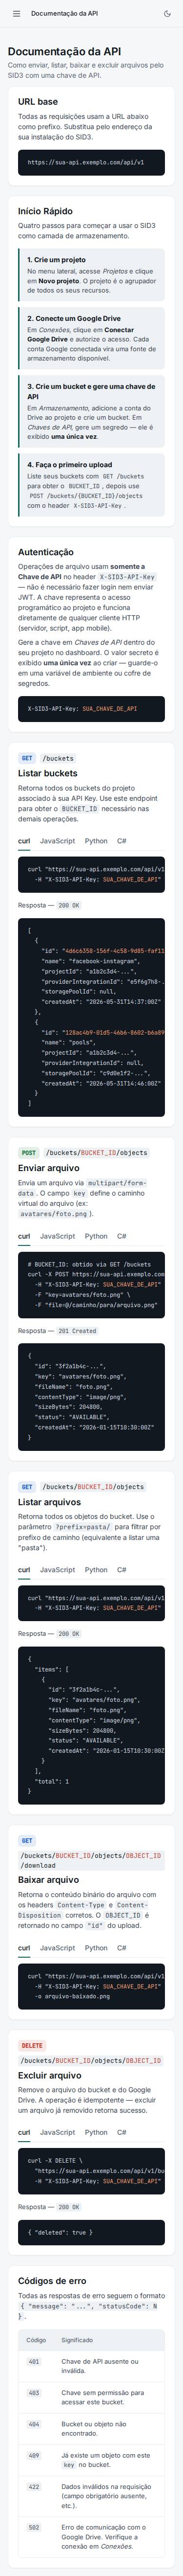 Documentação da API
Documentação da API
Como enviar, listar, baixar e excluir arquivos pelo
SID3 com uma chave de API.
URL base
Todas as requisições usam a URL abaixo
como prefixo. Substitua pelo endereço da
sua instalação do SID3.
https://sua-api.exemplo.com/api/v1
Início Rápido
Quatro passos para começar a usar o SID3
como camada de armazenamento.
1. Crie um projeto
No menu lateral, acesse Projetos e clique
em Novo projeto. O projeto é o agrupador
de todos os seus recursos.
2. Conecte um Google Drive
Em Conexões, clique em Conectar
Google Drive e autorize o acesso. Cada
conta Google conectada vira uma fonte de
armazenamento disponível.
3. Crie um bucket e gere uma chave de
API
Em Armazenamento, adicione a conta do
Drive ao projeto e crie um bucket. Em
Chaves de API, gere um segredo — ele é
exibido uma única vez.
4. Faça o primeiro upload
Liste seus buckets com GET /buckets
para obter o BUCKET_ID, depois use
POST /buckets/{BUCKET_ID}/objects
com o header X-SID3-API-Key.
Autenticação
Operações de arquivo usam somente a
Chave de API no header X-SID3-API-Key
— não é necessário fazer login nem enviar
JWT. A chave representa o acesso
programático ao projeto e funciona
diretamente de qualquer cliente HTTP
(servidor, script, app mobile).
Gere a chave em Chaves de API dentro do
seu projeto no dashboard. O valor secreto é
exibido uma única vez ao criar — guarde-o
em uma variável de ambiente ou cofre de
segredos.
X-SID3-API-Key: SUA_CHAVE_DE_API
GET /buckets
Listar buckets
Retorna todos os buckets do projeto
associado à sua API Key. Use este endpoint
para obter o BUCKET_ID necessário nas
demais operações.
curl JavaScript Python C#
curl "https://sua-api.exemplo.com/api/v1
-H "X-SID3-API-Key: SUA_CHAVE_DE_API"
Resposta — 200 OK
[
{
"id": "4d6c6358-156f-4c58-9d85-faf11
"name": "facebook-instagram",
"projectId": "a1b2c3d4-...",
"providerIntegrationId": "e5f6g7h8-.
"storagePoolId": null,
"createdAt": "2026-05-31T14:37:00Z"
},
{
"id": "128ac4b9-01d5-46b6-8602-b6a89
"name": "pools",
"projectId": "a1b2c3d4-...",
"providerIntegrationId": null,
"storagePoolId": "c9d0e1f2-...",
"createdAt": "2026-05-31T14:46:00Z"
}
]
POST /buckets/BUCKET_ID/objects
Enviar arquivo
Envia um arquivo via multipart/form-
data. O campo key define o caminho
virtual do arquivo (ex:
avatares/foto.png).
curl JavaScript Python C#
# BUCKET_ID: obtido via GET /buckets
curl -X POST "https://sua-api.exemplo.com
-H "X-SID3-API-Key: SUA_CHAVE_DE_API"
-F "key=avatares/foto.png" \
-F "file=@/caminho/para/arquivo.png"
Resposta — 201 Created
{
"id": "3f2a1b4c-...",
"key": "avatares/foto.png",
"fileName": "foto.png",
"contentType": "image/png",
"sizeBytes": 204800,
"status": "AVAILABLE",
"createdAt": "2026-01-15T10:30:00Z"
}
GET /buckets/BUCKET_ID/objects
Listar arquivos
Retorna todos os objetos do bucket. Use o
parâmetro ?prefix=pasta/ para filtrar por
prefixo de caminho (equivalente a listar uma
"pasta").
curl JavaScript Python C#
curl "https://sua-api.exemplo.com/api/v1
-H "X-SID3-API-Key: SUA_CHAVE_DE_API"
Resposta — 200 OK
{
"items": [
{
"id": "3f2a1b4c-...",
"key": "avatares/foto.png",
"fileName": "foto.png",
"contentType": "image/png",
"sizeBytes": 204800,
"status": "AVAILABLE",
"createdAt": "2026-01-15T10:30:00Z
}
],
"total": 1
}
GET
/buckets/BUCKET_ID/objects/OBJECT_ID
/download
Baixar arquivo
Retorna o conteúdo binário do arquivo com
os headers Content-Type e Content-
Disposition corretos. O OBJECT_ID é
retornado no campo "id" do upload.
curl JavaScript Python C#
curl "https://sua-api.exemplo.com/api/v1
-H "X-SID3-API-Key: SUA_CHAVE_DE_API"
-o arquivo-baixado.png
DELETE
/buckets/BUCKET_ID/objects/OBJECT_ID
Excluir arquivo
Remove o arquivo do bucket e do Google
Drive. A operação é idempotente — excluir
um arquivo já removido retorna sucesso.
curl JavaScript Python C#
curl -X DELETE \
"https://sua-api.exemplo.com/api/v1/bu
-H "X-SID3-API-Key: SUA_CHAVE_DE_API"
Resposta — 200 OK
{ "deleted": true }
Códigos de erro
Todas as respostas de erro seguem o formato
{ "message": "...", "statusCode": N
}.
Código Significado
401 Chave de API ausente ou
inválida.
403 Chave sem permissão para
acessar este bucket.
404 Bucket ou objeto não
encontrado.
409 Já existe um objeto com este
key no bucket.
422 Dados inválidos na requisição
(campo obrigatório ausente,
etc.).
502 Erro de comunicação com o
Google Drive. Verifique a
conexão em Conexões.